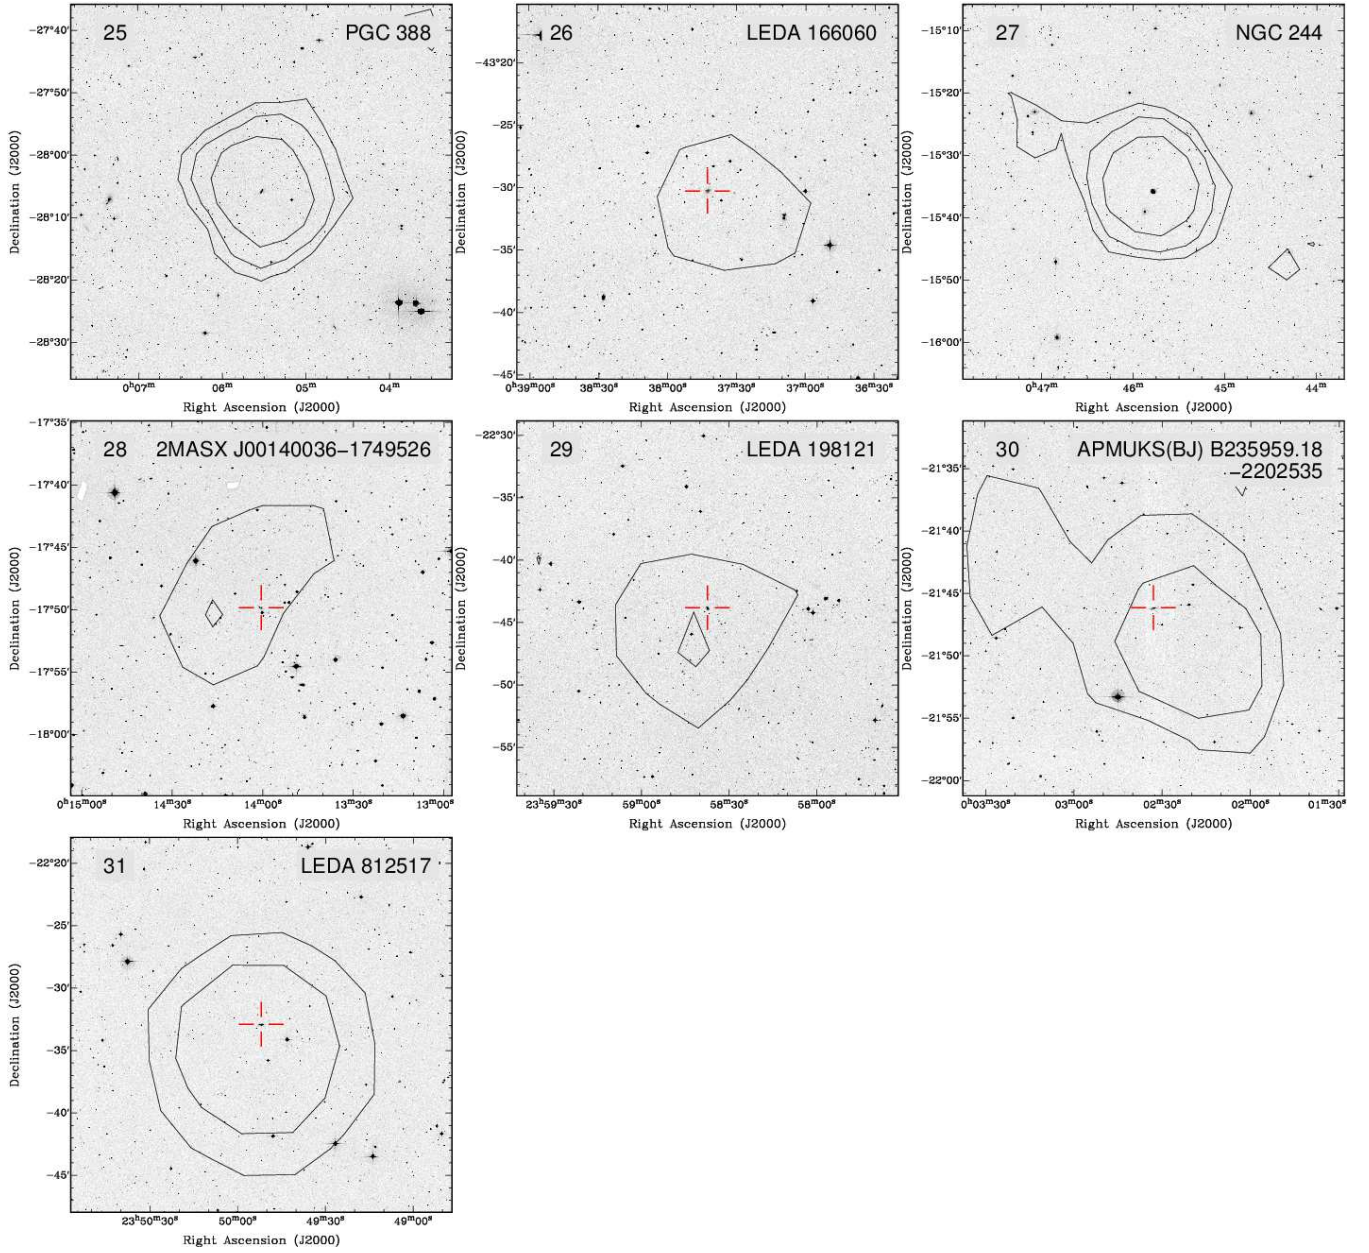 25 PGC 388
−27°40′
50′
−28°00′
−28°10′
−28°20′
−28°30′
Declination (J2000)
0ʰ07ᵐ 06ᵐ 05ᵐ 04ᵐ
Right Ascension (J2000)
26 LEDA 166060
−43°20′
−25′
−30′
−35′
−40′
−45′
Declination (J2000)
0ʰ39ᵐ00ˢ 38ᵐ30ˢ 38ᵐ00ˢ 37ᵐ30ˢ 37ᵐ00ˢ 36ᵐ30ˢ
Right Ascension (J2000)
27 NGC 244
−15°10′
−15°20′
−15°30′
−15°40′
−15°50′
−16°00′
Declination (J2000)
0ʰ47ᵐ 46ᵐ 45ᵐ 44ᵐ
Right Ascension (J2000)
28 2MASX J00140036−1749526
−17°35′
−17°40′
−17°45′
−17°50′
−17°55′
−18°00′
Declination (J2000)
0ʰ15ᵐ00ˢ 14ᵐ30ˢ 14ᵐ00ˢ 13ᵐ30ˢ 13ᵐ00ˢ
Right Ascension (J2000)
29 LEDA 198121
−22°30′
−35′
−40′
−45′
−50′
−55′
Declination (J2000)
23ʰ59ᵐ30ˢ 59ᵐ00ˢ 58ᵐ30ˢ 58ᵐ00ˢ
Right Ascension (J2000)
30 APMUKS(BJ) B235959.18
−2202535
−21°35′
−21°40′
−21°45′
−21°50′
−21°55′
−22°00′
Declination (J2000)
0ʰ03ᵐ30ˢ 03ᵐ00ˢ 02ᵐ30ˢ 02ᵐ00ˢ 01ᵐ30ˢ
Right Ascension (J2000)
31 LEDA 812517
−22°20′
−25′
−30′
−35′
−40′
−45′
Declination (J2000)
23ʰ50ᵐ30ˢ 50ᵐ00ˢ 49ᵐ30ˢ 49ᵐ00ˢ
Right Ascension (J2000)